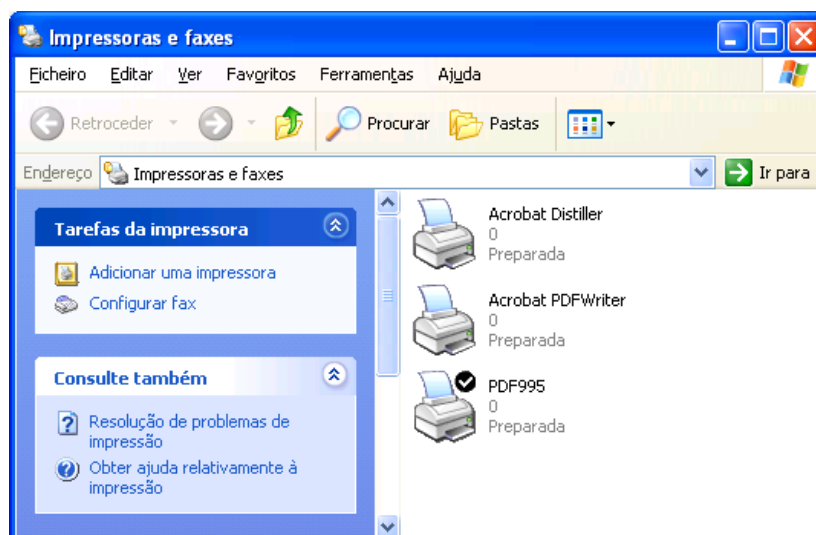 Impressoras e faxes
Ficheiro Editar Ver Favoritos Ferramentas Ajuda
Retroceder Procurar Pastas
Endereço Impressoras e faxes Ir para
Tarefas da impressora
Adicionar uma impressora
Configurar fax
Consulte também
Resolução de problemas de
impressão
Obter ajuda relativamente à
impressão
Acrobat Distiller
0
Preparada
Acrobat PDFWriter
0
Preparada
PDF995
0
Preparada